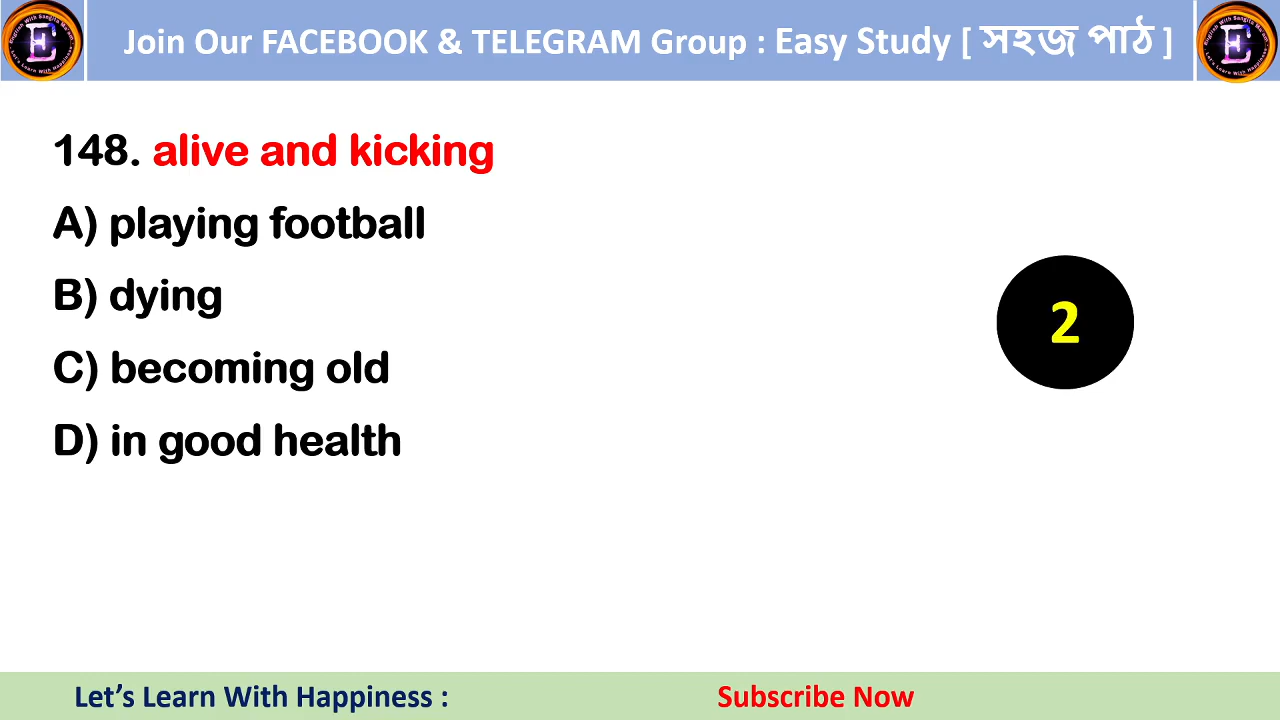 Join Our FACEBOOK & TELEGRAM Group : Easy Study [ সহজ পাঠ ]
148. alive and kicking
A) playing football
B) dying
C) becoming old
D) in good health
2
Let’s Learn With Happiness :
Subscribe Now